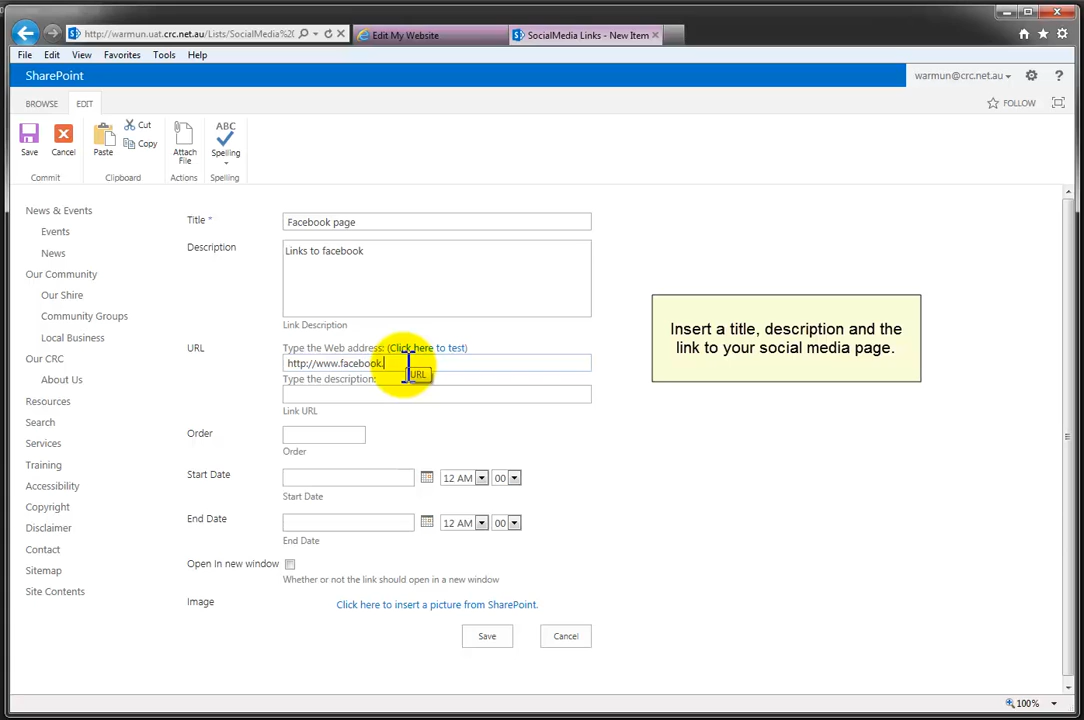 http://warmun.uat.crc.net.au/Lists/SocialMedia%20
Edit My Website
SocialMedia Links - New Item
File Edit View Favorites Tools Help
SharePoint
warmun@crc.net.au
BROWSE EDIT
FOLLOW
Save
Cancel
Paste
Cut
Copy
Attach File
ABC
Spelling
Commit Clipboard Actions Spelling
News & Events
Events
News
Our Community
Our Shire
Community Groups
Local Business
Our CRC
About Us
Resources
Search
Services
Training
Accessibility
Copyright
Disclaimer
Contact
Sitemap
Site Contents
Title * Facebook page
Description Links to facebook
Link Description
URL Type the Web address: (Click here to test)
http://www.facebook.
URL
Type the description:
Link URL
Order
Order
Start Date 12 AM 00
Start Date
End Date 12 AM 00
End Date
Open In new window
Whether or not the link should open in a new window
Image Click here to insert a picture from SharePoint.
Save Cancel
Insert a title, description and the
link to your social media page.
100%